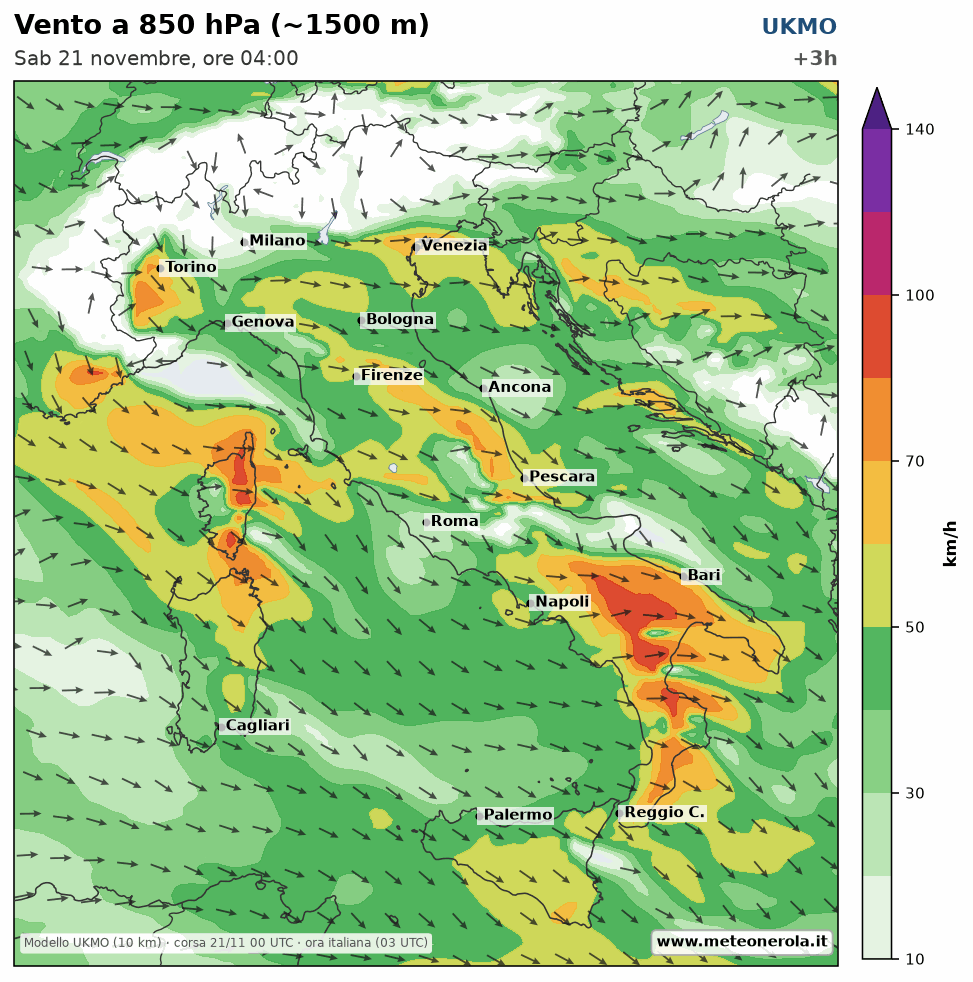 Vento a 850 hPa (~1500 m)
UKMO
Sab 21 novembre, ore 04:00
+3h
Milano
Venezia
Torino
Genova
Bologna
Firenze
Ancona
Pescara
Roma
Bari
Napoli
Cagliari
Palermo
Reggio C.
140
100
70
50
30
10
km/h
Modello UKMO (10 km) · corsa 21/11 00 UTC · ora italiana (03 UTC)
www.meteonerola.it